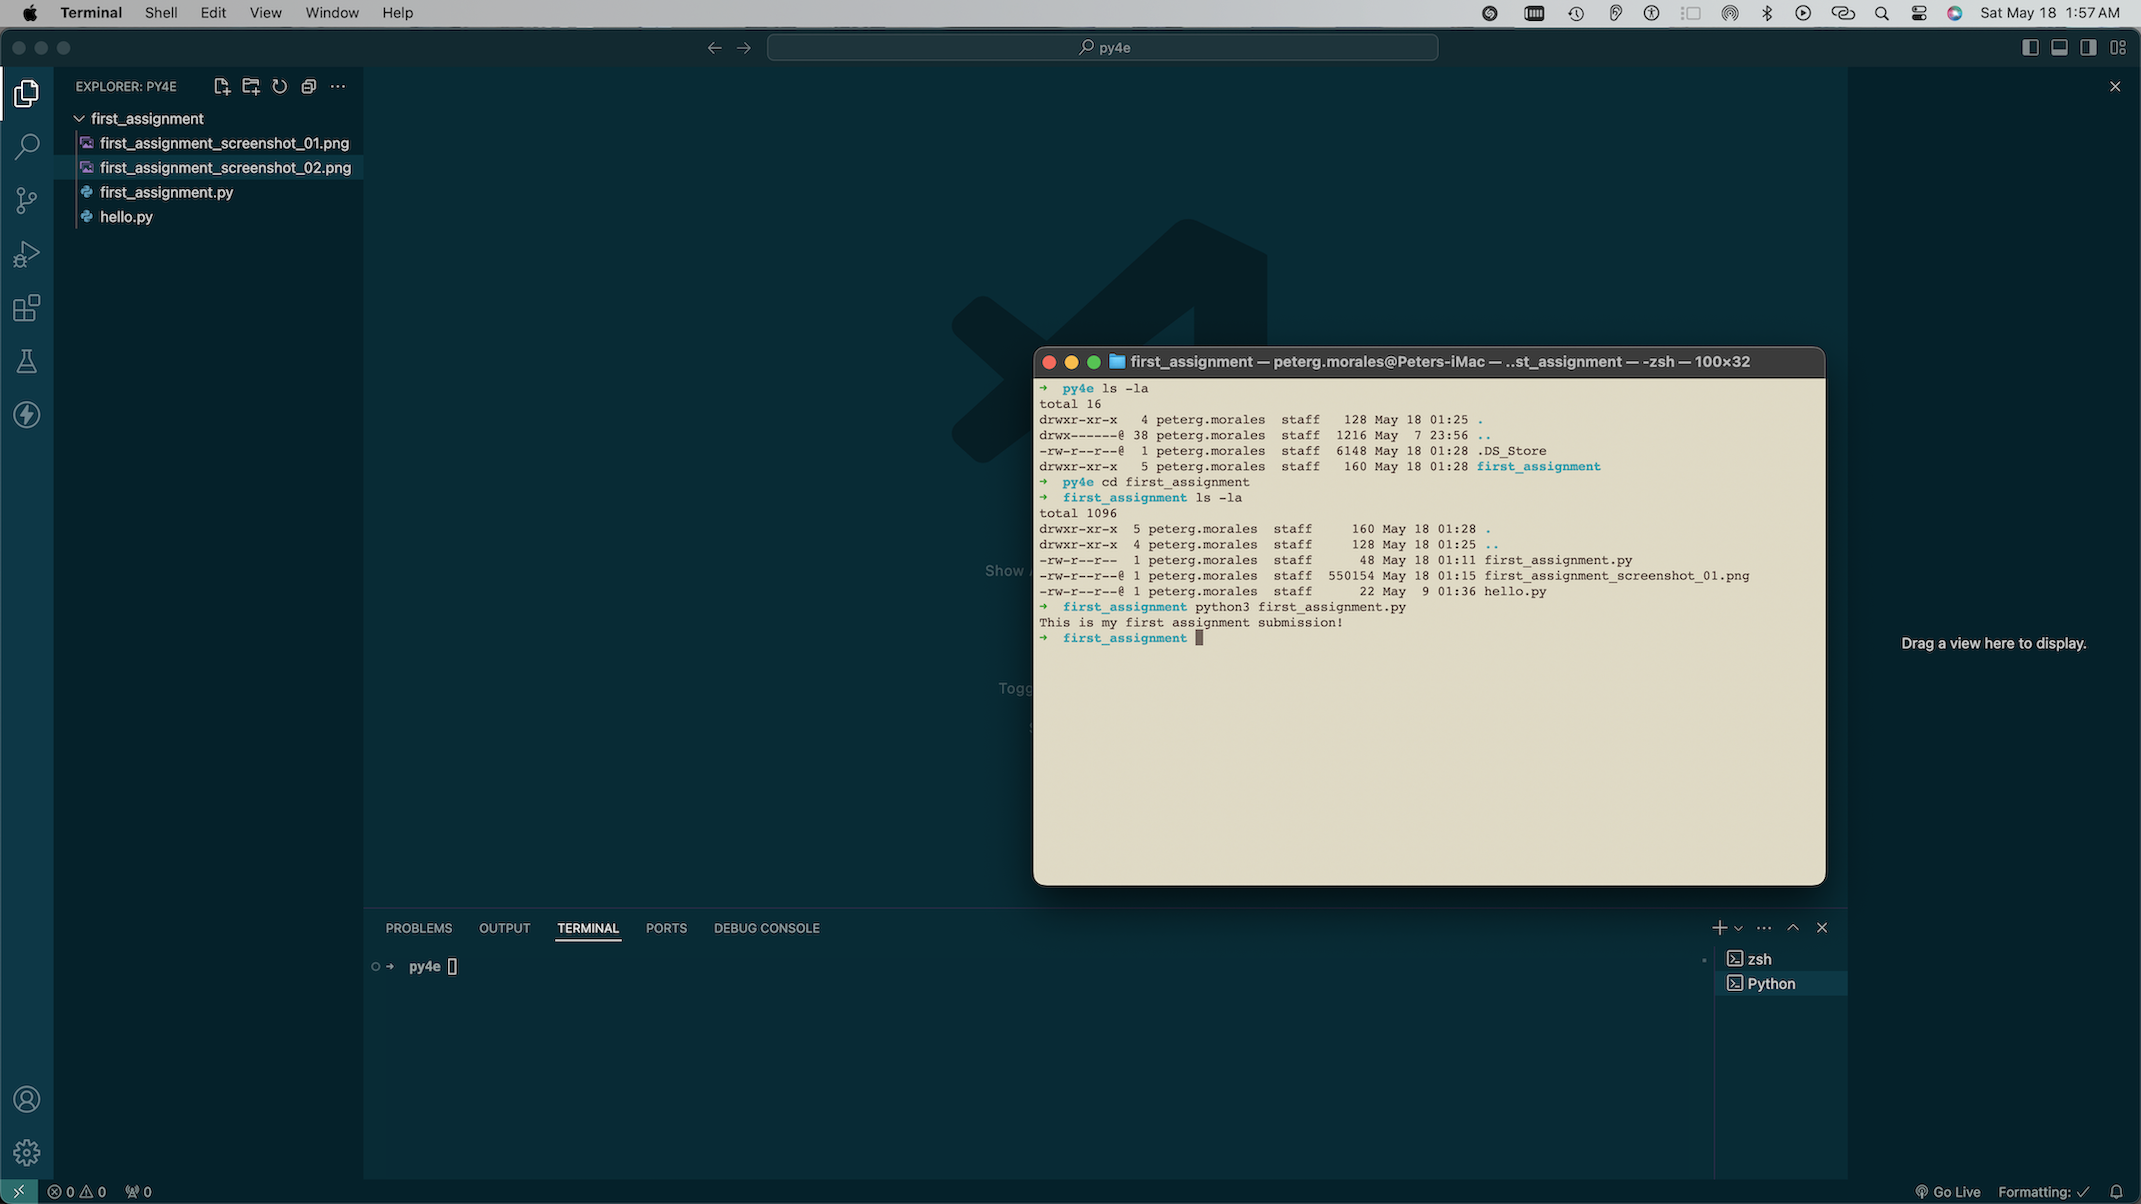 Terminal Shell Edit View Window Help
Sat May 18 1:57 AM
py4e
EXPLORER: PY4E
first_assignment
first_assignment_screenshot_01.png
first_assignment_screenshot_02.png
first_assignment.py
hello.py
Show
Togg
first_assignment — peterg.morales@Peters-iMac — ..st_assignment — -zsh — 100×32
➜ py4e ls -la
total 16
drwxr-xr-x 4 peterg.morales staff 128 May 18 01:25 .
drwx------@ 38 peterg.morales staff 1216 May 7 23:56 ..
-rw-r--r--@ 1 peterg.morales staff 6148 May 18 01:28 .DS_Store
drwxr-xr-x 5 peterg.morales staff 160 May 18 01:28 first_assignment
➜ py4e cd first_assignment
➜ first_assignment ls -la
total 1096
drwxr-xr-x 5 peterg.morales staff 160 May 18 01:28 .
drwxr-xr-x 4 peterg.morales staff 128 May 18 01:25 ..
-rw-r--r-- 1 peterg.morales staff 48 May 18 01:11 first_assignment.py
-rw-r--r--@ 1 peterg.morales staff 550154 May 18 01:15 first_assignment_screenshot_01.png
-rw-r--r--@ 1 peterg.morales staff 22 May 9 01:36 hello.py
➜ first_assignment python3 first_assignment.py
This is my first assignment submission!
➜ first_assignment
Drag a view here to display.
PROBLEMS OUTPUT TERMINAL PORTS DEBUG CONSOLE
➜ py4e
zsh
Python
0 0 0
Go Live Formatting: ✓